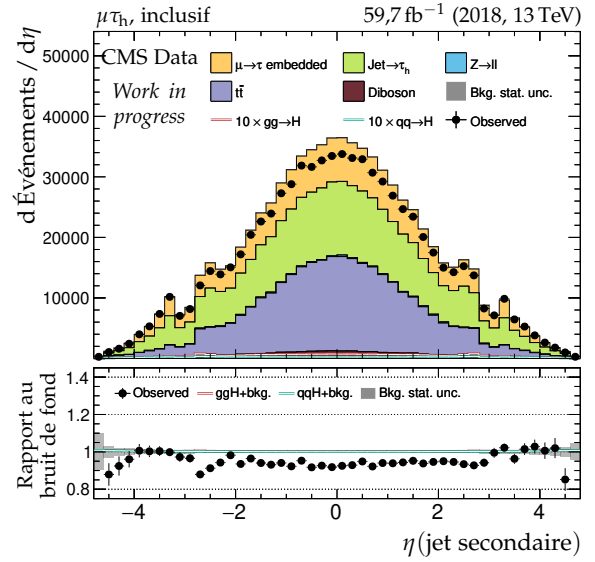 μτh, inclusif 59,7 fb⁻¹ (2018, 13 TeV)
d Événements / dη
50000
40000
30000
20000
10000
CMS Data
Work in
progress
μ→τ embedded Jet→τh Z→ll
tt̄ Diboson Bkg. stat. unc.
10 × gg→H 10 × qq→H Observed
Rapport au
bruit de fond
1.4
1.2
1
0.8
Observed ggH+bkg. qqH+bkg. Bkg. stat. unc.
−4 −2 0 2 4
η (jet secondaire)